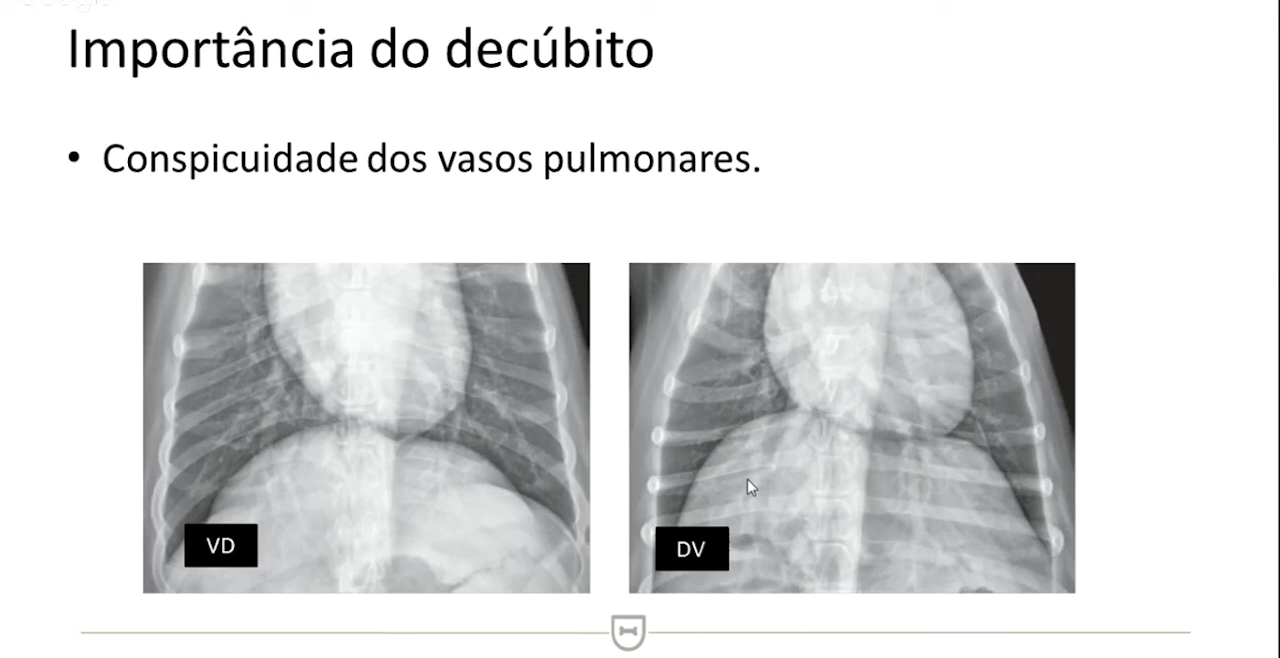 Importância do decúbito
• Conspicuidade dos vasos pulmonares.
VD
DV